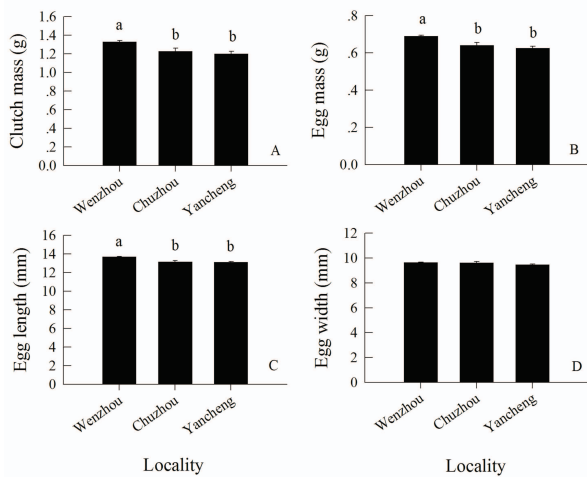 Clutch mass (g)
1.6
1.4
1.2
1.0
.8
.6
.4
.2
0.0
a
b
b
A
Wenzhou
Chuzhou
Yancheng
Egg mass (g)
.8
.6
.4
.2
0.0
a
b
b
B
Wenzhou
Chuzhou
Yancheng
Egg length (mm)
16
14
12
10
8
6
4
2
0
a
b
b
C
Wenzhou
Chuzhou
Yancheng
Locality
Egg width (mm)
12
10
8
6
4
2
0
D
Wenzhou
Chuzhou
Yancheng
Locality